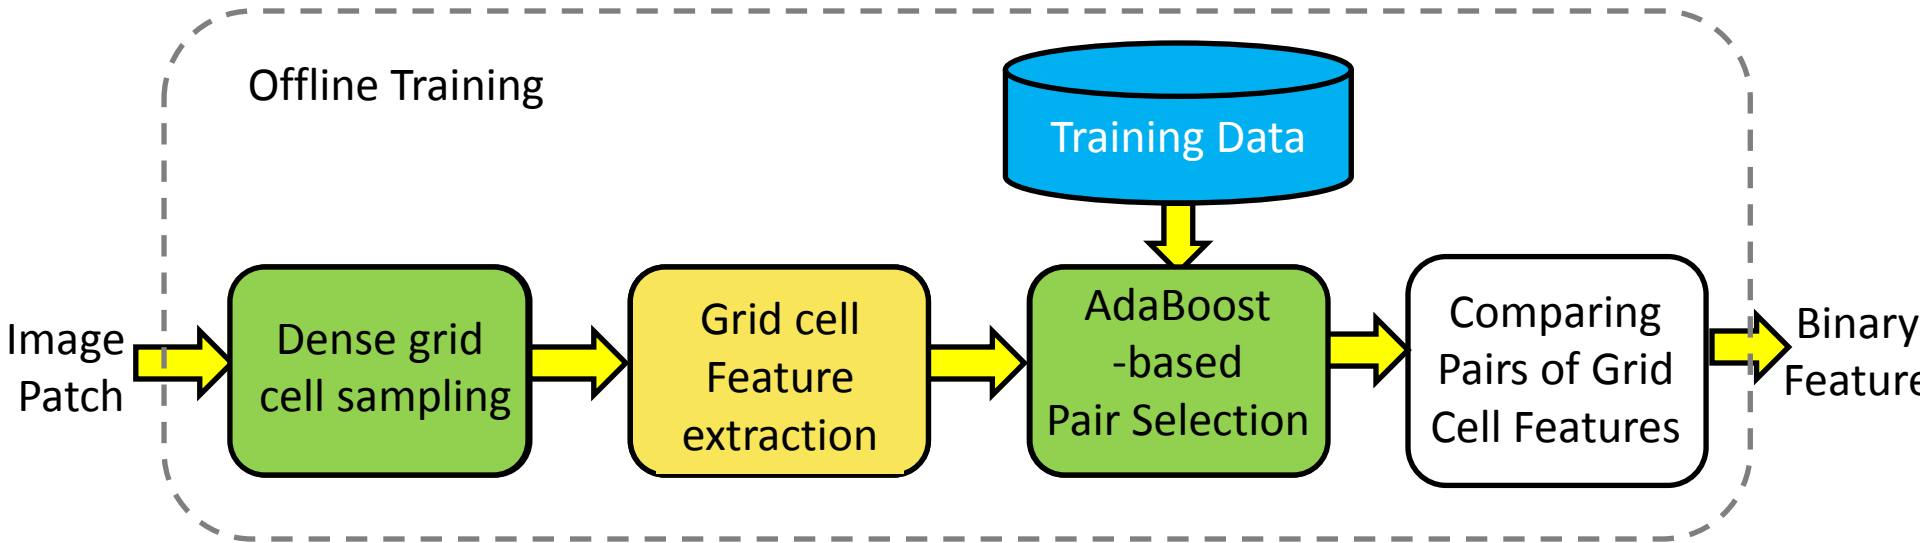 Offline Training
Training Data
Image
Patch
Dense grid
cell sampling
Grid cell
Feature
extraction
AdaBoost
-based
Pair Selection
Comparing
Pairs of Grid
Cell Features
Binary
Feature